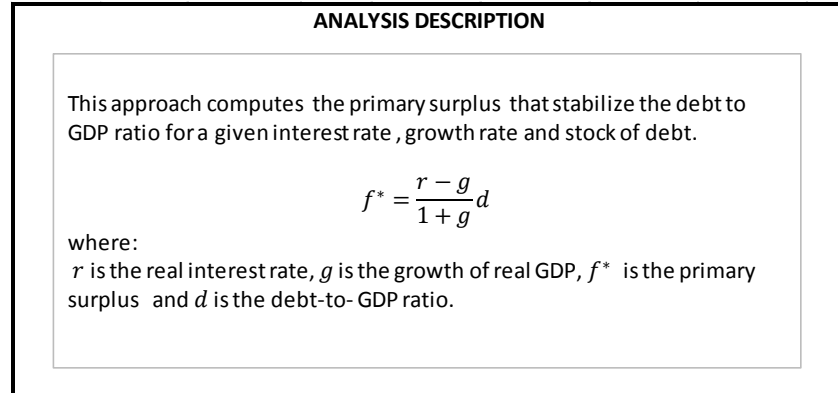 ANALYSIS DESCRIPTION
This approach computes the primary surplus that stabilize the debt to
GDP ratio for a given interest rate , growth rate and stock of debt.
f* = \frac{r − g}{1 + g}d
where:
r is the real interest rate, g is the growth of real GDP, f* is the primary
surplus and d is the debt-to- GDP ratio.